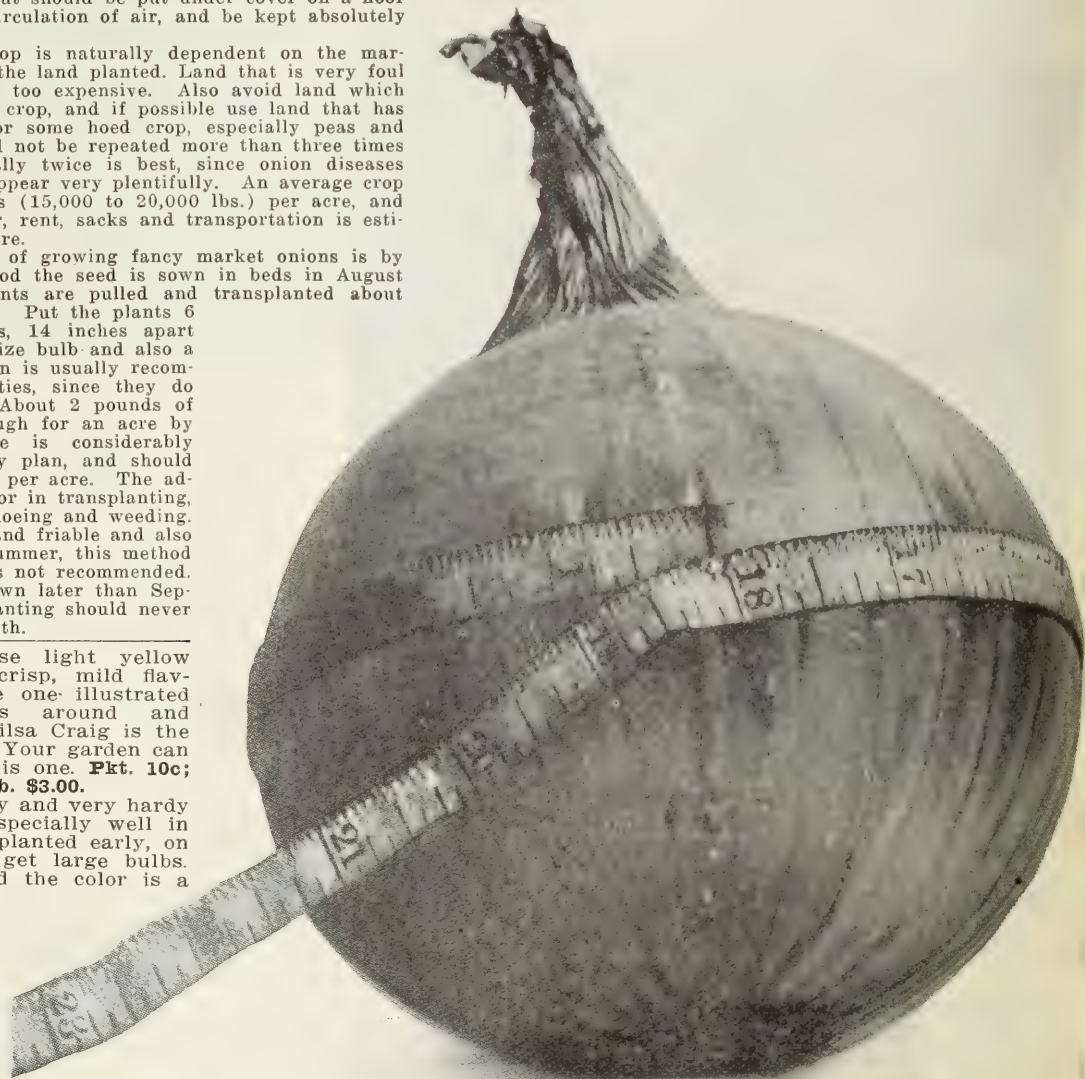 should be put under cover on a floor
rculation of air, and be kept absolutely
op is naturally dependent on the mar-
the land planted. Land that is very foul
too expensive. Also avoid land which
crop, and if possible use land that has
or some hoed crop, especially peas and
l not be repeated more than three times
ally twice is best, since onion diseases
ppear very plentifully. An average crop
s (15,000 to 20,000 lbs.) per acre, and
r, rent, sacks and transportation is esti-
re.
of growing fancy market onions is by
od the seed is sown in beds in August
nts are pulled and transplanted about
Put the plants 6
s, 14 inches apart
ize bulb and also a
n is usually recom-
ties, since they do
About 2 pounds of
ugh for an acre by
e is considerably
y plan, and should
per acre. The ad-
or in transplanting,
oeing and weeding.
nd friable and also
ummer, this method
s not recommended.
wn later than Sep-
anting should never
th.
se light yellow
crisp, mild flav-
e one illustrated
s around and
ilsa Craig is the
Your garden can
is one. Pkt. 10c;
b. $3.00.
y and very hardy
specially well in
planted early, on
get large bulbs.
d the color is a
18